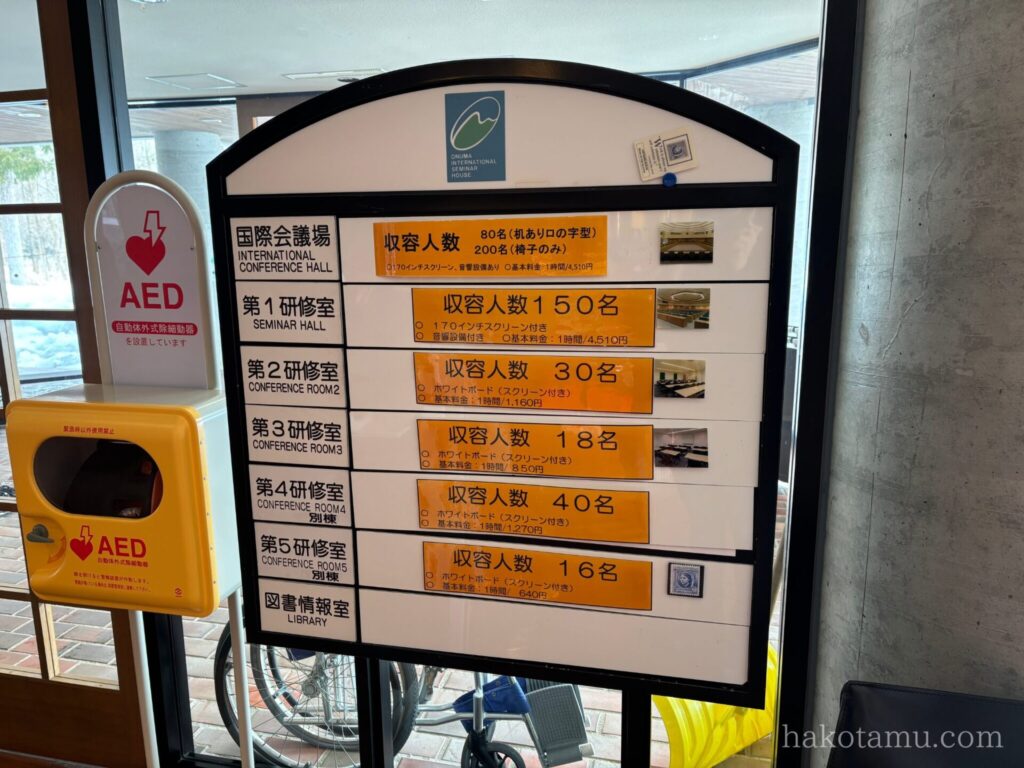 ONUMA
INTERNATIONAL
SEMINAR
HOUSE
国際会議場
INTERNATIONAL
CONFERENCE HALL
収容人数 80名(机ありロの字型)
200名(椅子のみ)
○170インチスクリーン、音響設備あり ○基本料金:1時間/4,510円
第1研修室
SEMINAR HALL
収容人数150名
○ 170インチスクリーン付き
○ 音響設備付き ○基本料金:1時間/4,510円
第2研修室
CONFERENCE ROOM2
収容人数 30名
○ ホワイトボード(スクリーン付き)
○ 基本料金:1時間/1,160円
第3研修室
CONFERENCE ROOM3
収容人数 18名
○ ホワイトボード(スクリーン付き)
○ 基本料金:1時間/ 850円
第4研修室
CONFERENCE ROOM4
別棟
収容人数 40名
○ ホワイトボード(スクリーン付き)
○ 基本料金:1時間/1,270円
第5研修室
CONFERENCE ROOM5
別棟
収容人数 16名
○ ホワイトボード(スクリーン付き)
○ 基本料金:1時間/ 640円
図書情報室
LIBRARY
AED
自動体外式除細動器
を設置しています
緊急時以外使用禁止
AED
自動体外式除細動器
hakotamu.com